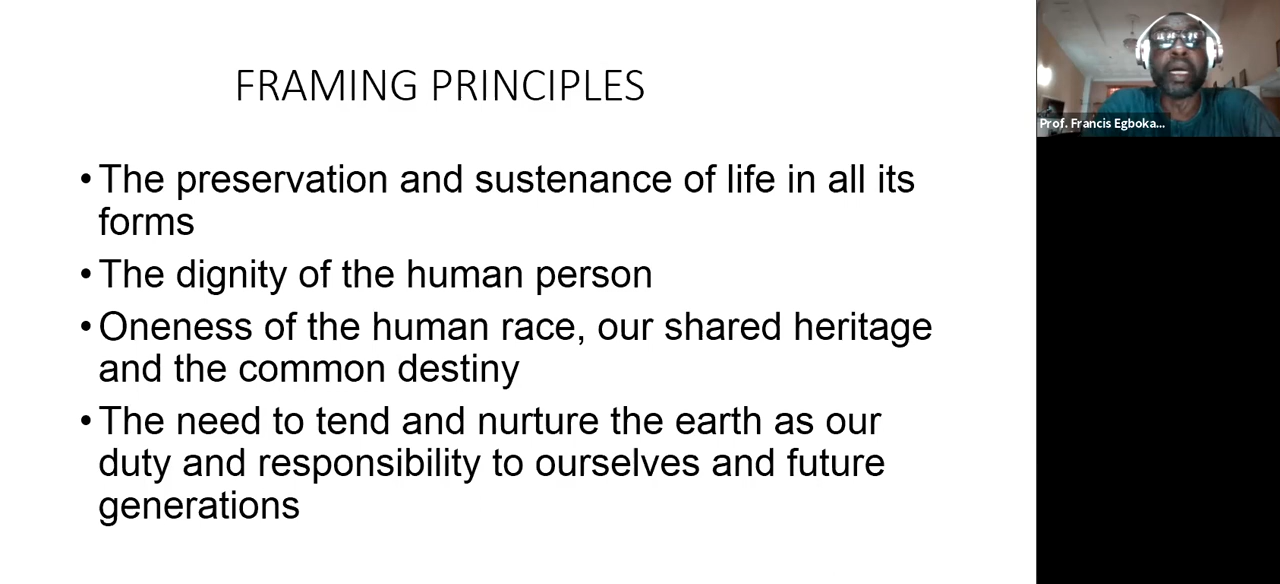 FRAMING PRINCIPLES
• The preservation and sustenance of life in all its
forms
• The dignity of the human person
• Oneness of the human race, our shared heritage
and the common destiny
• The need to tend and nurture the earth as our
duty and responsibility to ourselves and future
generations
Prof. Francis Egboka...